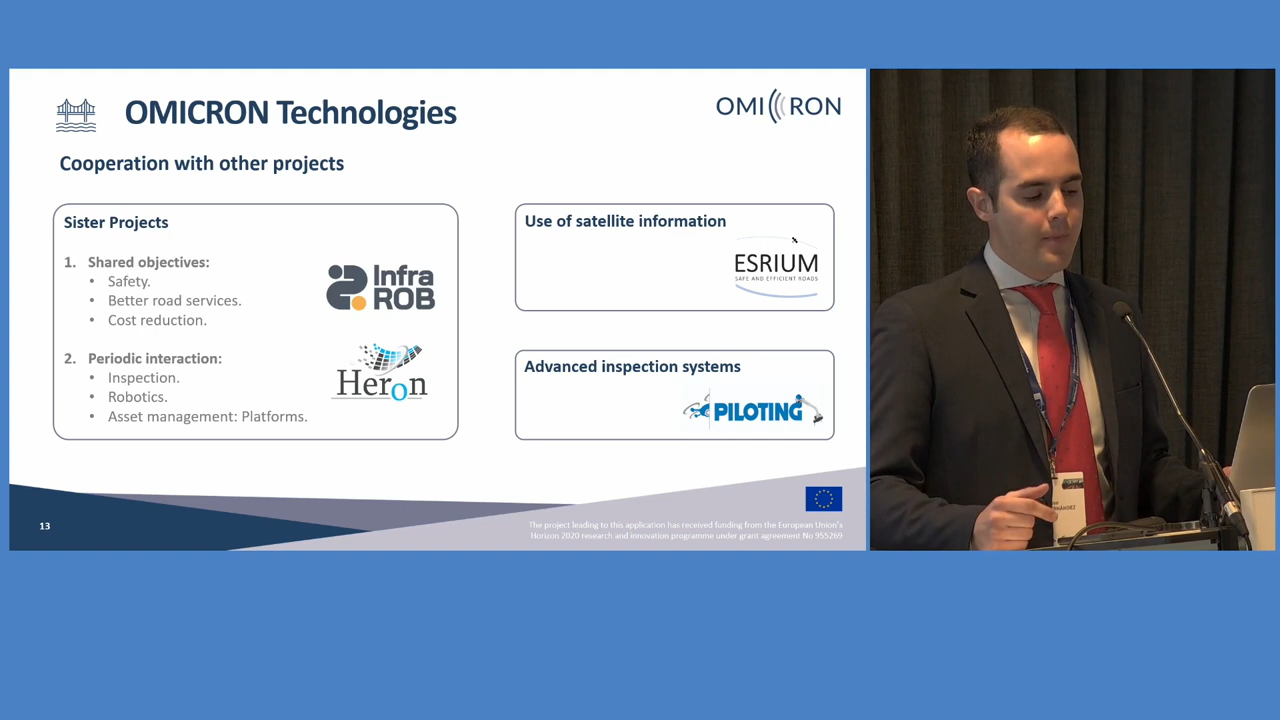 OMICRON Technologies
OMICRON
Cooperation with other projects
Sister Projects
1. Shared objectives:
• Safety.
• Better road services.
• Cost reduction.
2. Periodic interaction:
• Inspection.
• Robotics.
• Asset management: Platforms.
Infra
ROB
Heron
Use of satellite information
ESRIUM
SAFE AND EFFICIENT ROADS
Advanced inspection systems
PILOTING
13
The project leading to this application has received funding from the European Union's
Horizon 2020 research and innovation programme under grant agreement No 955269